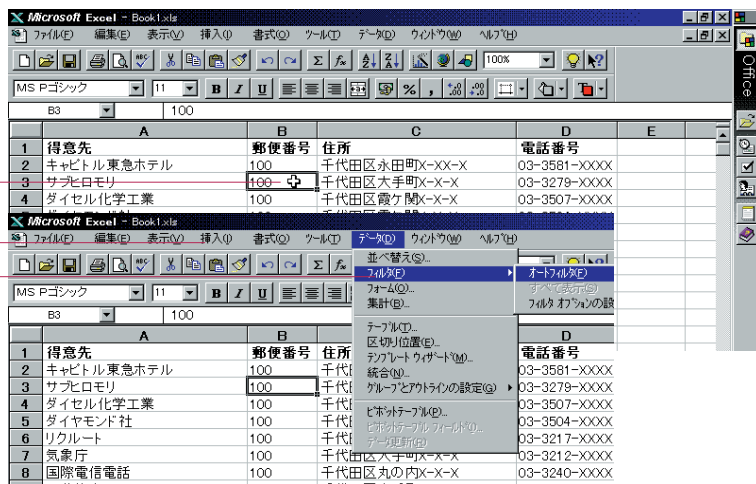 Microsoft Excel - Book1.xls
ファイル(F) 編集(E) 表示(V) 挿入(I) 書式(O) ツール(T) データ(D) ウィンドウ(W) ヘルプ(H)
ABC Σ fx 100%
MS Pゴシック 11 B I U % ,
B3 100
A B C D E
1 得意先 郵便番号 住所 電話番号
2 キャピトル東急ホテル 100 千代田区永田町X-XX-X 03-3581-XXXX
3 サブヒロモリ 100 千代田区大手町X-X-X 03-3279-XXXX
4 ダイセル化学工業 100 千代田区霞ケ関X-X-X 03-3507-XXXX
Office
Microsoft Excel - Book1.xls
ファイル(F) 編集(E) 表示(V) 挿入(I) 書式(O) ツール(T) データ(D) ウィンドウ(W) ヘルプ(H)
ABC Σ fx
MS Pゴシック 11 B I U
B3 100
並べ替え(S)...
フィルタ(F)
フォーム(O)...
集計(B)...
テーブル(T)...
区切り位置(E)...
テンプレート ウィザード(M)...
統合(N)...
グループとアウトラインの設定(G)
ピボットテーブル(P)...
ピボットテーブル フィールド(D)...
データ更新(R)
オートフィルタ(F)
すべて表示(S)
フィルタ オプションの設
A B D
1 得意先 郵便番号 住所 電話番号
2 キャピトル東急ホテル 100 千代 03-3581-XXXX
3 サブヒロモリ 100 千代 03-3279-XXXX
4 ダイセル化学工業 100 千代 03-3507-XXXX
5 ダイヤモンド社 100 千代 03-3504-XXXX
6 リクルート 100 千代 03-3217-XXXX
7 気象庁 100 千代田区大手町X-X-X 03-3212-XXXX
8 国際電信電話 100 千代田区丸の内X-X-X 03-3240-XXXX